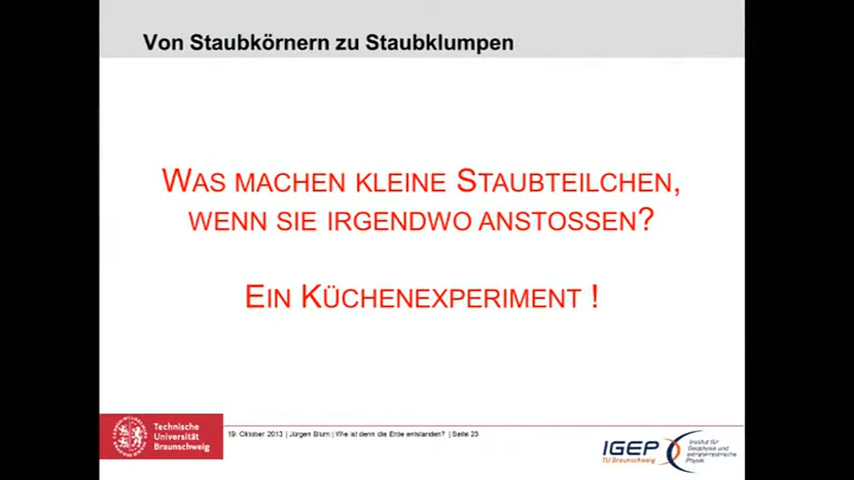 Von Staubkörnern zu Staubklumpen
WAS MACHEN KLEINE STAUBTEILCHEN,
WENN SIE IRGENDWO ANSTOSSEN?
EIN KÜCHENEXPERIMENT !
Technische
Universität
Braunschweig
19. Oktober 2013 | Jürgen Blum | Wie ist denn die Erde entstanden? | Seite 23
IGEP
TU Braunschweig
Institut für
Geophysik und
extraterrestrische
Physik